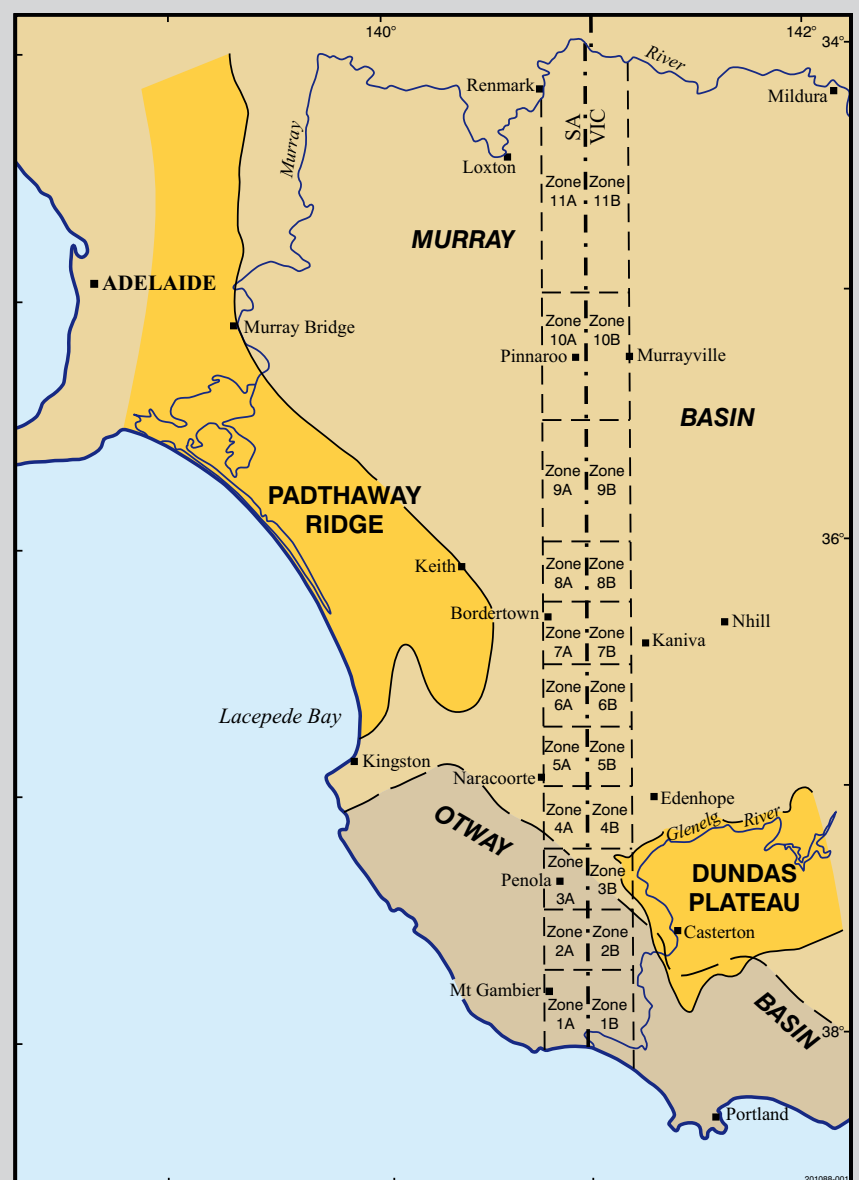 140°
142°
34°
River
Renmark
Mildura
SA
VIC
Murray
Loxton
Zone
11A
Zone
11B
MURRAY
ADELAIDE
Murray Bridge
Zone
10A
Zone
10B
Pinnaroo
Murrayville
BASIN
Zone
9A
Zone
9B
PADTHAWAY
RIDGE
36°
Keith
Zone
8A
Zone
8B
Bordertown
Nhill
Zone
7A
Zone
7B
Kaniva
Zone
6A
Zone
6B
Lacepede Bay
Kingston
Zone
5A
Zone
5B
Naracoorte
Edenhope
OTWAY
Zone
4A
Zone
4B
Glenelg River
Penola
Zone
3A
Zone
3B
DUNDAS
PLATEAU
Casterton
Zone
2A
Zone
2B
Mt Gambier
Zone
1A
Zone
1B
BASIN
38°
Portland
201088-001